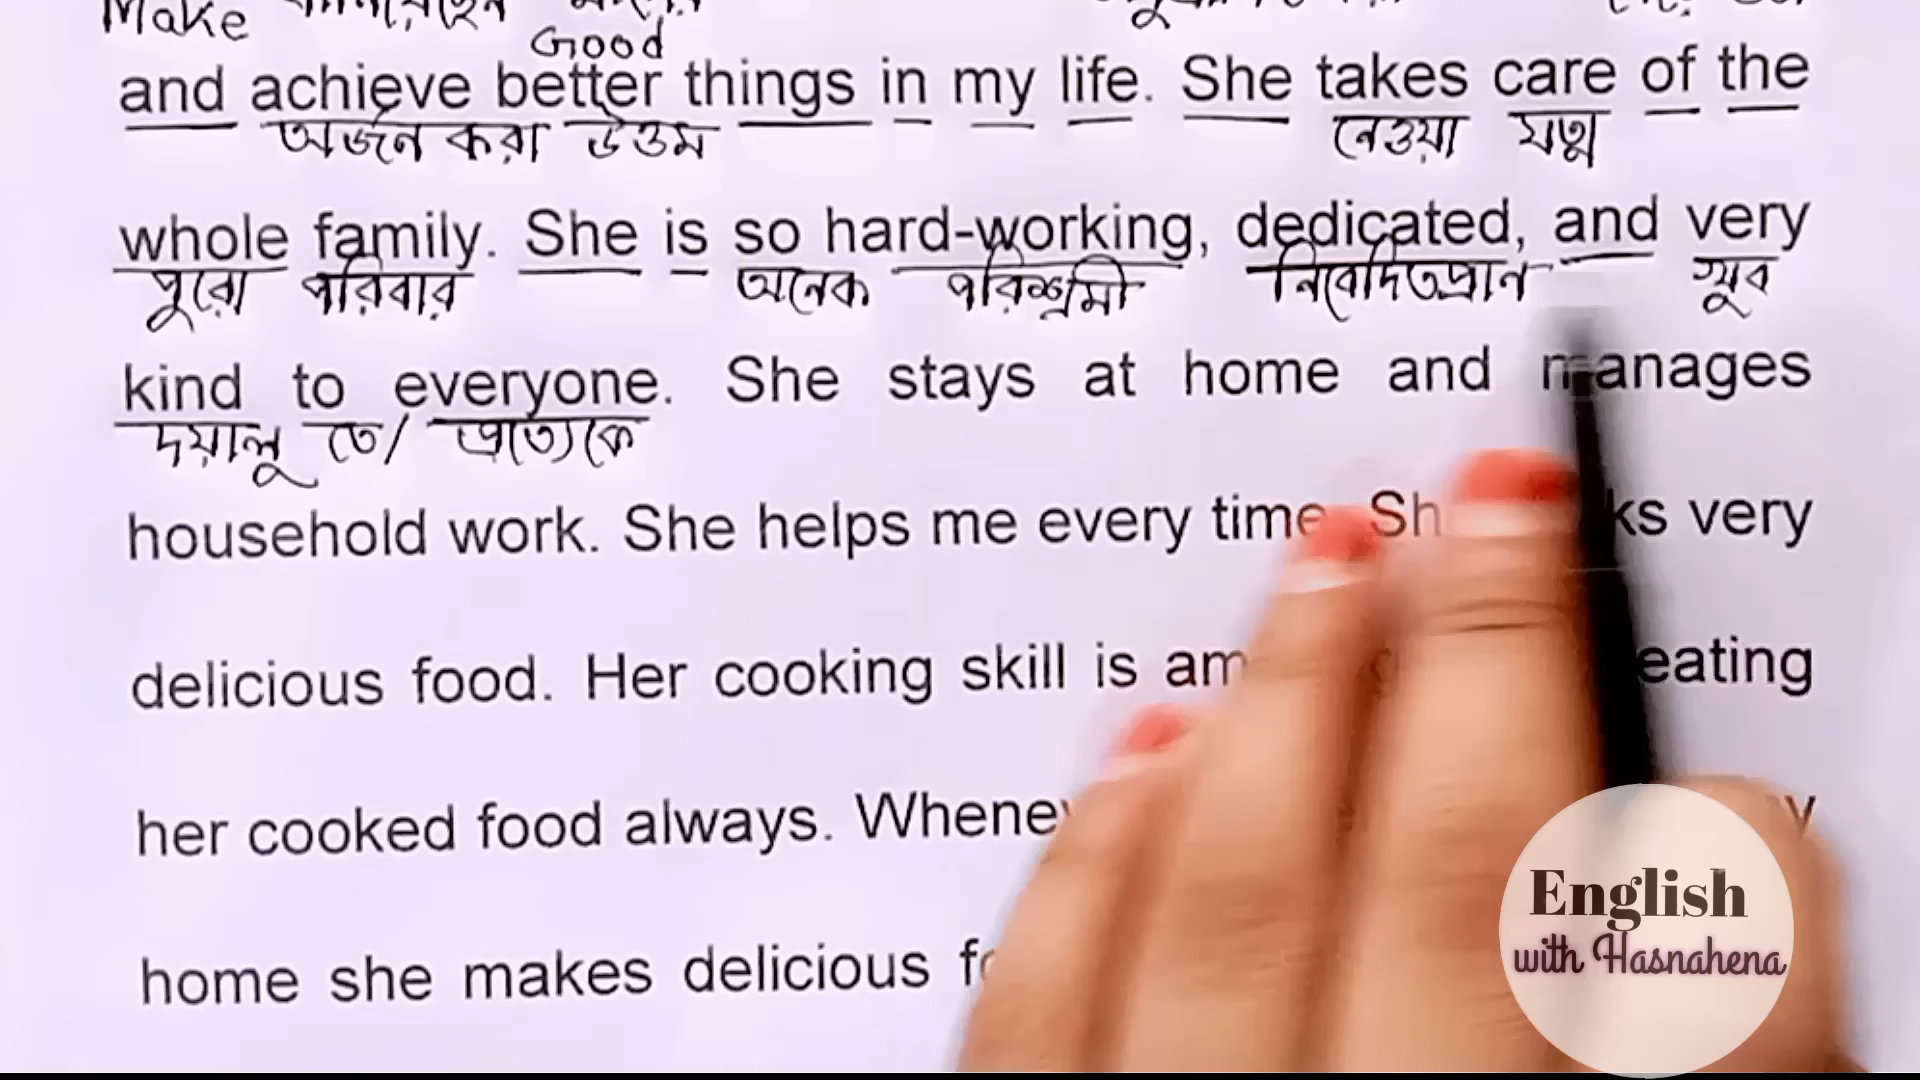 Make
Good
and achieve better things in my life. She takes care of the
অর্জন করা উত্তম নেওয়া যত্ন
whole family. She is so hard-working, dedicated, and very
পুরো পরিবার অনেক পরিশ্রমী নিবেদিতপ্রান খুব
kind to everyone. She stays at home and manages
দয়ালু তে/ প্রত্যেকে
household work. She helps me every time. very
delicious food. Her cooking skill is eating
her cooked food always.
home she makes delicious
English
with Hasnahena